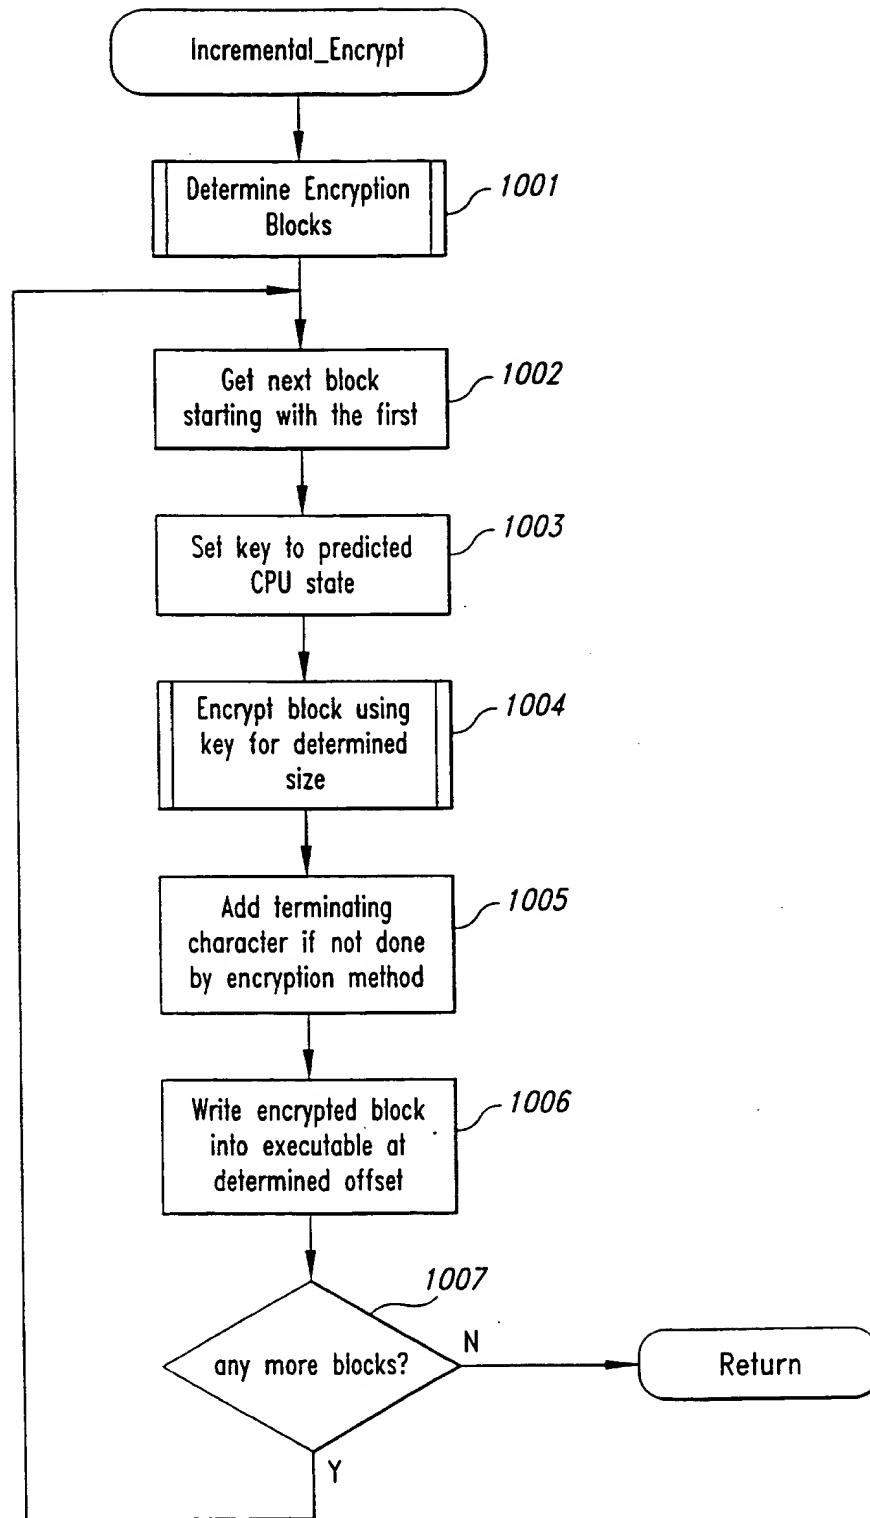 Incremental_Encrypt
Determine Encryption
Blocks
1001
Get next block
starting with the first
1002
Set key to predicted
CPU state
1003
Encrypt block using
key for determined
size
1004
Add terminating
character if not done
by encryption method
1005
Write encrypted block
into executable at
determined offset
1006
any more blocks?
1007
N
Return
Y